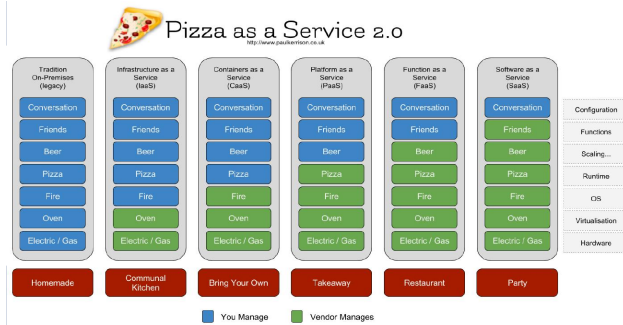 Pizza as a Service 2.0
http://www.paulkerrison.co.uk
Tradition
On-Premises
(legacy)
Conversation
Friends
Beer
Pizza
Fire
Oven
Electric / Gas
Homemade
Infrastructure as a
Service
(IaaS)
Conversation
Friends
Beer
Pizza
Fire
Oven
Electric / Gas
Communal
Kitchen
Containers as a
Service
(CaaS)
Conversation
Friends
Beer
Pizza
Fire
Oven
Electric / Gas
Bring Your Own
Platform as a
Service
(PaaS)
Conversation
Friends
Beer
Pizza
Fire
Oven
Electric / Gas
Takeaway
Function as a
Service
(FaaS)
Conversation
Friends
Beer
Pizza
Fire
Oven
Electric / Gas
Restaurant
Software as a
Service
(SaaS)
Conversation
Friends
Beer
Pizza
Fire
Oven
Electric / Gas
Party
Configuration
Functions
Scaling...
Runtime
OS
Virtualisation
Hardware
You Manage
Vendor Manages